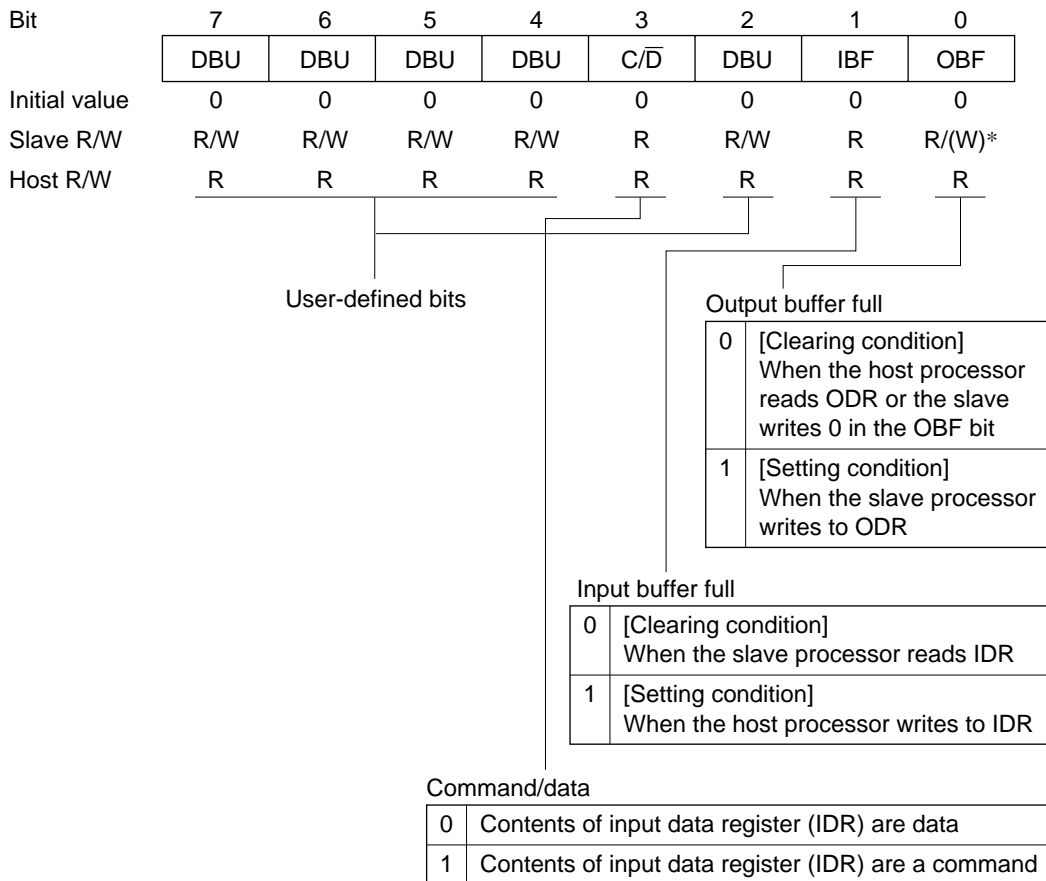 Bit 7 6 5 4 3 2 1 0
DBU DBU DBU DBU C/D̅ DBU IBF OBF
Initial value 0 0 0 0 0 0 0 0
Slave R/W R/W R/W R/W R/W R R/W R R/(W)*
Host R/W R R R R R R R R
User-defined bits
Output buffer full
0 [Clearing condition]
When the host processor
reads ODR or the slave
writes 0 in the OBF bit
1 [Setting condition]
When the slave processor
writes to ODR
Input buffer full
0 [Clearing condition]
When the slave processor reads IDR
1 [Setting condition]
When the host processor writes to IDR
Command/data
0 Contents of input data register (IDR) are data
1 Contents of input data register (IDR) are a command